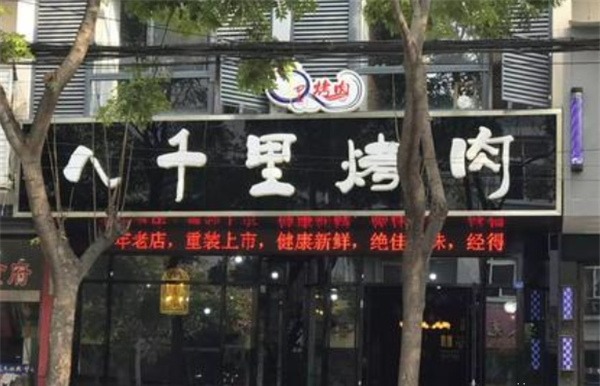 烤肉
八千里烤肉
年老店，重装上市，健康新鲜，绝佳 味，经得
府